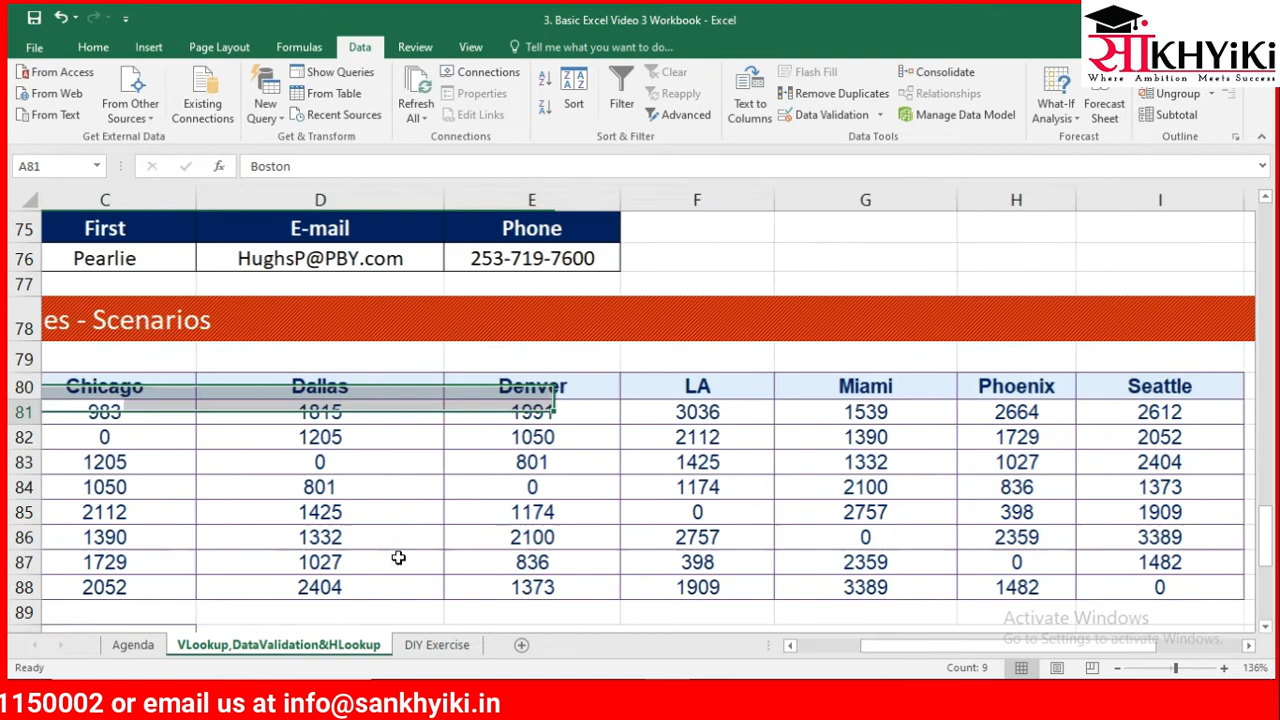 3. Basic Excel Video 3 Workbook - Excel
साKHYiKi
Where Ambition Meets Success
File Home Insert Page Layout Formulas Data Review View Tell me what you want to do...
From Access
From Web
From Text
From Other Sources
Existing Connections
Get External Data
New Query
Show Queries
From Table
Recent Sources
Get & Transform
Refresh All
Connections
Properties
Edit Links
Connections
Sort
Filter
Clear
Reapply
Advanced
Sort & Filter
Text to Columns
Flash Fill
Remove Duplicates
Data Validation
Consolidate
Relationships
Manage Data Model
Data Tools
What-If Analysis
Forecast Sheet
Forecast
Ungroup
Subtotal
Outline
A81 fx Boston
C D E F G H I
75 First E-mail Phone
76 Pearlie HughsP@PBY.com 253-719-7600
77
78 es - Scenarios
79
80 Chicago Dallas Denver LA Miami Phoenix Seattle
81 983 1815 1991 3036 1539 2664 2612
82 0 1205 1050 2112 1390 1729 2052
83 1205 0 801 1425 1332 1027 2404
84 1050 801 0 1174 2100 836 1373
85 2112 1425 1174 0 2757 398 1909
86 1390 1332 2100 2757 0 2359 3389
87 1729 1027 836 398 2359 0 1482
88 2052 2404 1373 1909 3389 1482 0
89
Activate Windows
Go to Settings to activate Windows.
Agenda VLookup,DataValidation&HLookup DIY Exercise
Ready Count: 9 136%
1150002 or email us at info@sankhyiki.in